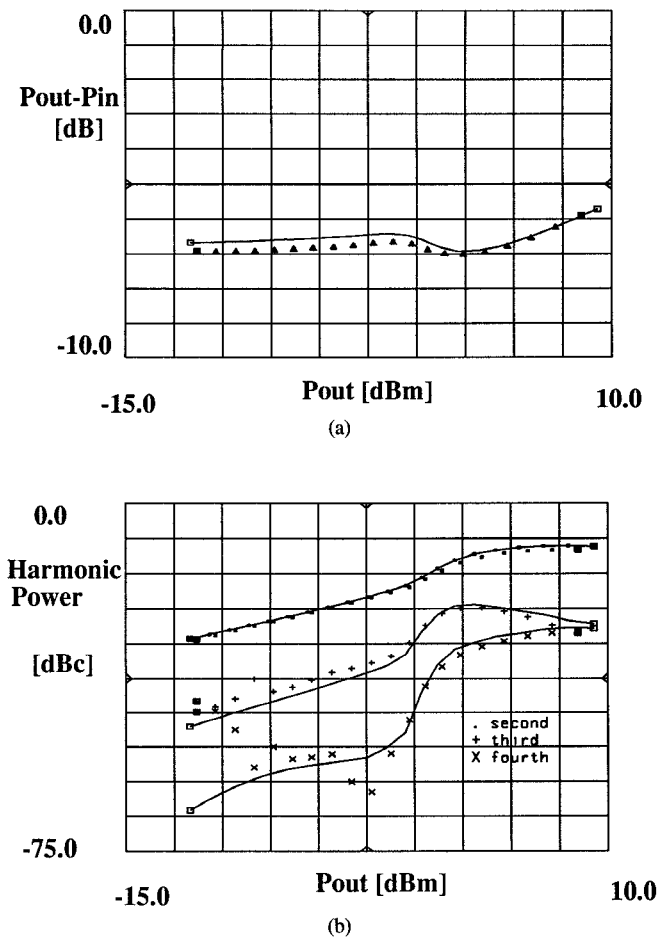 0.0
Pout-Pin
[dB]
-10.0
-15.0
Pout [dBm]
10.0
(a)
0.0
Harmonic
Power
[dBc]
. second
+ third
x fourth
-75.0
-15.0
Pout [dBm]
10.0
(b)